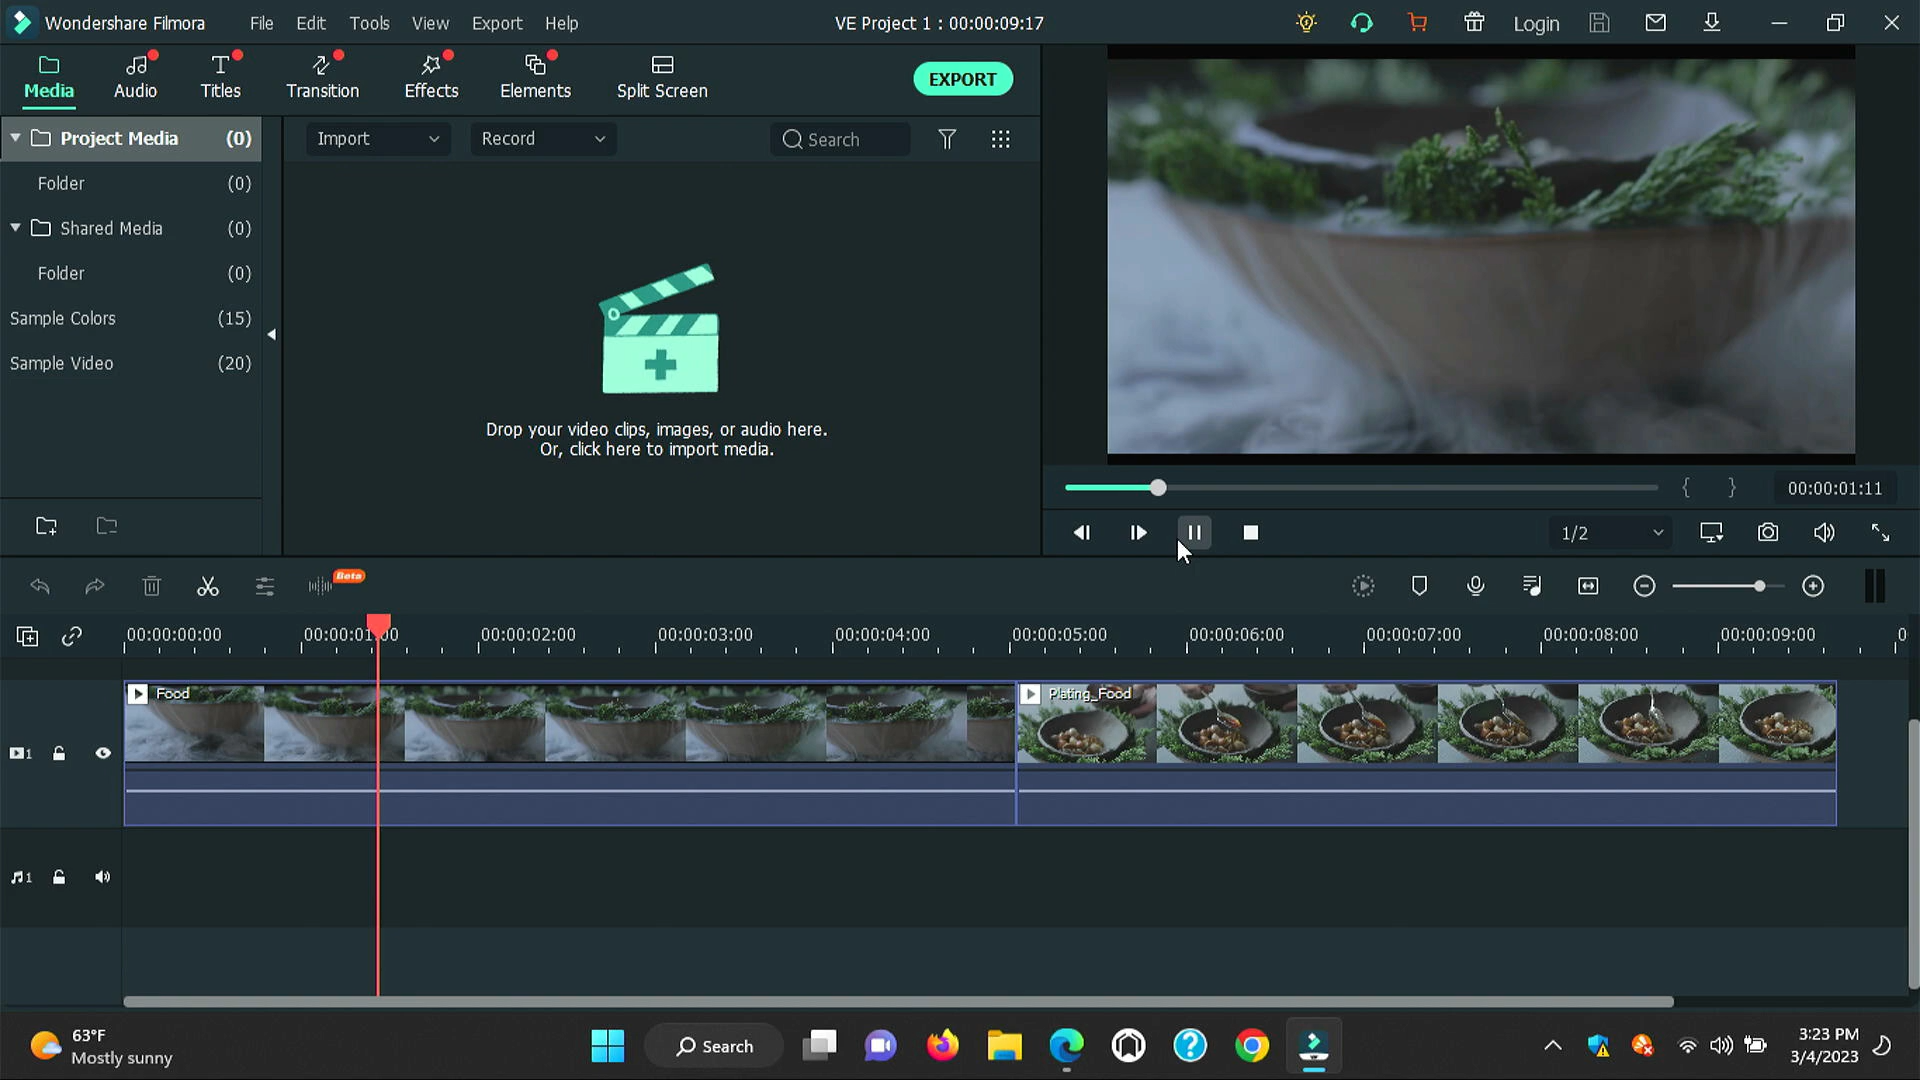 Wondershare Filmora File Edit Tools View Export Help VE Project 1 : 00:00:09:17 Login
Media Audio Titles Transition Effects Elements Split Screen EXPORT
Project Media (0) Import Record Search
Folder (0)
Shared Media (0)
Folder (0)
Sample Colors (15)
Sample Video (20)
Drop your video clips, images, or audio here.
Or, click here to import media.
{ } 00:00:01:11
1/2
Beta
00:00:00:00 00:00:01:00 00:00:02:00 00:00:03:00 00:00:04:00 00:00:05:00 00:00:06:00 00:00:07:00 00:00:08:00 00:00:09:00 0
Food Plating_Food
1
1
63°F
Mostly sunny
Search
3:23 PM
3/4/2023